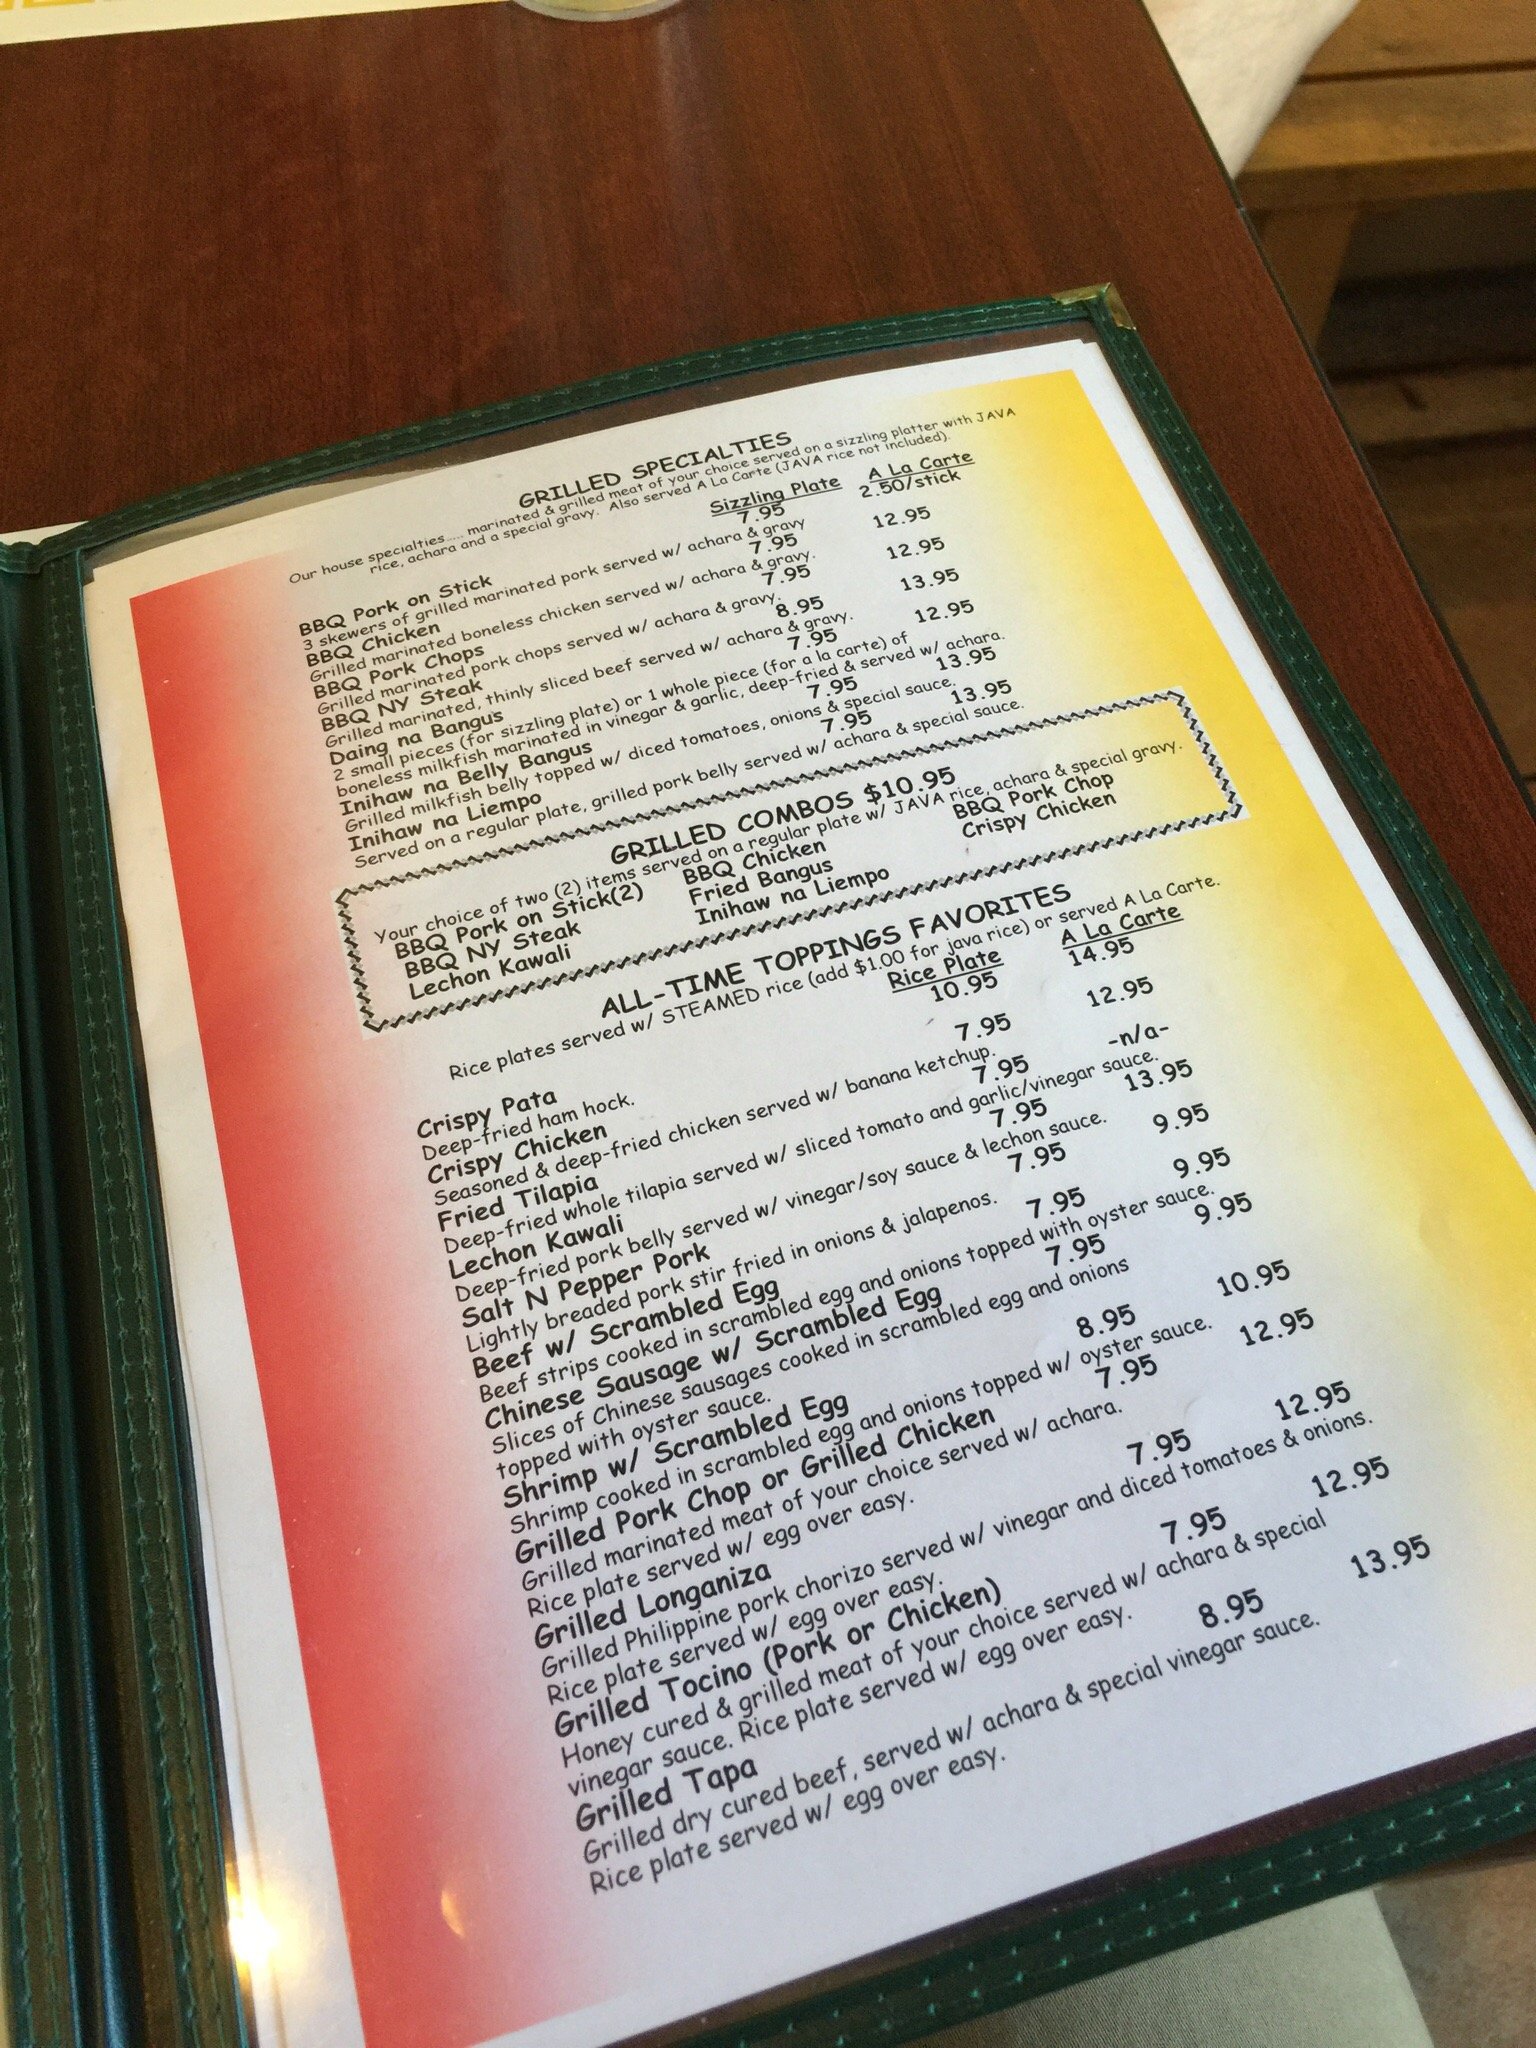 GRILLED SPECIALTIES
Our house specialties..... marinated & grilled meat of your choice served on a sizzling platter with JAVA
rice, achara and a special gravy. Also served A La Carte (JAVA rice not included).
Sizzling Plate A La Carte
BBQ Pork on Stick 7.95 2.50/stick
3 skewers of grilled marinated pork served w/ achara & gravy
BBQ Chicken 7.95 12.95
Grilled marinated boneless chicken served w/ achara & gravy.
BBQ Pork Chops 7.95 12.95
Grilled marinated pork chops served w/ achara & gravy.
BBQ NY Steak 8.95 13.95
Grilled marinated, thinly sliced beef served w/ achara & gravy.
Daing na Bangus 7.95 12.95
2 small pieces (for sizzling plate) or 1 whole piece (for a la carte) of
boneless milkfish marinated in vinegar & garlic, deep-fried & served w/ achara.
Inihaw na Belly Bangus 7.95 13.95
Grilled milkfish belly topped w/ diced tomatoes, onions & special sauce.
Inihaw na Liempo 7.95 13.95
Served on a regular plate, grilled pork belly served w/ achara & special sauce.
GRILLED COMBOS $10.95
Your choice of two (2) items served on a regular plate w/ JAVA rice, achara & special gravy.
BBQ Pork on Stick(2) BBQ Chicken BBQ Pork Chop
BBQ NY Steak Fried Bangus Crispy Chicken
Lechon Kawali Inihaw na Liempo
ALL-TIME TOPPINGS FAVORITES
Rice plates served w/ STEAMED rice (add $1.00 for java rice) or served A La Carte.
Rice Plate A La Carte
Crispy Pata 10.95 14.95
Deep-fried ham hock.
Crispy Chicken 7.95 12.95
Seasoned & deep-fried chicken served w/ banana ketchup.
Fried Tilapia 7.95 -n/a-
Deep-fried whole tilapia served w/ sliced tomato and garlic/vinegar sauce.
Lechon Kawali 7.95 13.95
Deep-fried pork belly served w/ vinegar/soy sauce & lechon sauce.
Salt N Pepper Pork 7.95 9.95
Lightly breaded pork stir fried in onions & jalapenos.
Beef w/ Scrambled Egg 7.95 9.95
Beef strips cooked in scrambled egg and onions topped with oyster sauce.
Chinese Sausage w/ Scrambled Egg 7.95 9.95
Slices of Chinese sausages cooked in scrambled egg and onions
topped with oyster sauce.
Shrimp w/ Scrambled Egg 8.95 10.95
Shrimp cooked in scrambled egg and onions topped w/ oyster sauce.
Grilled Pork Chop or Grilled Chicken 7.95 12.95
Grilled marinated meat of your choice served w/ achara.
Rice plate served w/ egg over easy.
Grilled Longaniza 7.95 12.95
Grilled Philippine pork chorizo served w/ vinegar and diced tomatoes & onions.
Rice plate served w/ egg over easy.
Grilled Tocino (Pork or Chicken) 7.95 12.95
Honey cured & grilled meat of your choice served w/ achara & special
vinegar sauce. Rice plate served w/ egg over easy.
Grilled Tapa 8.95 13.95
Grilled dry cured beef, served w/ achara & special vinegar sauce.
Rice plate served w/ egg over easy.